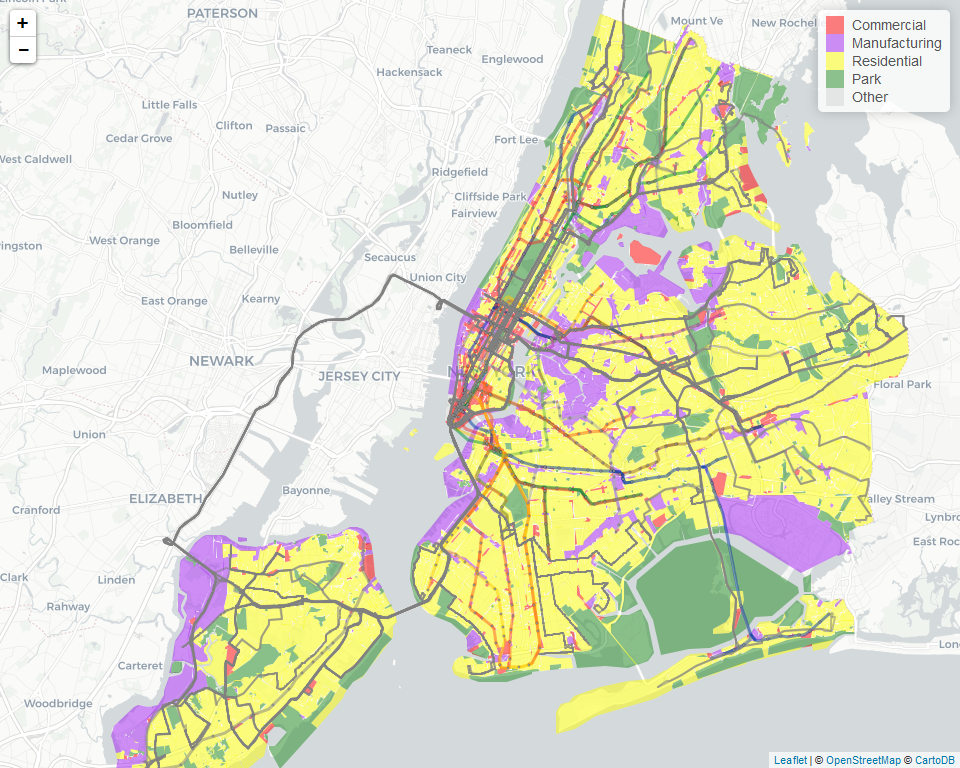 +
−
PATERSON
Mount Ve
New Rochel
Commercial
Manufacturing
Residential
Park
Other
Teaneck
Englewood
Hackensack
Little Falls
Clifton
Passaic
Cedar Grove
Fort Lee
West Caldwell
Ridgefield
Nutley
Cliffside Park
Fairview
Bloomfield
West Orange
vingston
Belleville
Secaucus
Union City
East Orange
Kearny
NEWARK
Maplewood
JERSEY CITY
NEW YORK
Floral Park
Union
ELIZABETH
Bayonne
Cranford
alley Stream
Lynbro
East Roc
Clark
Linden
Rahway
Long
Carteret
Woodbridge
Leaflet | © OpenStreetMap © CartoDB